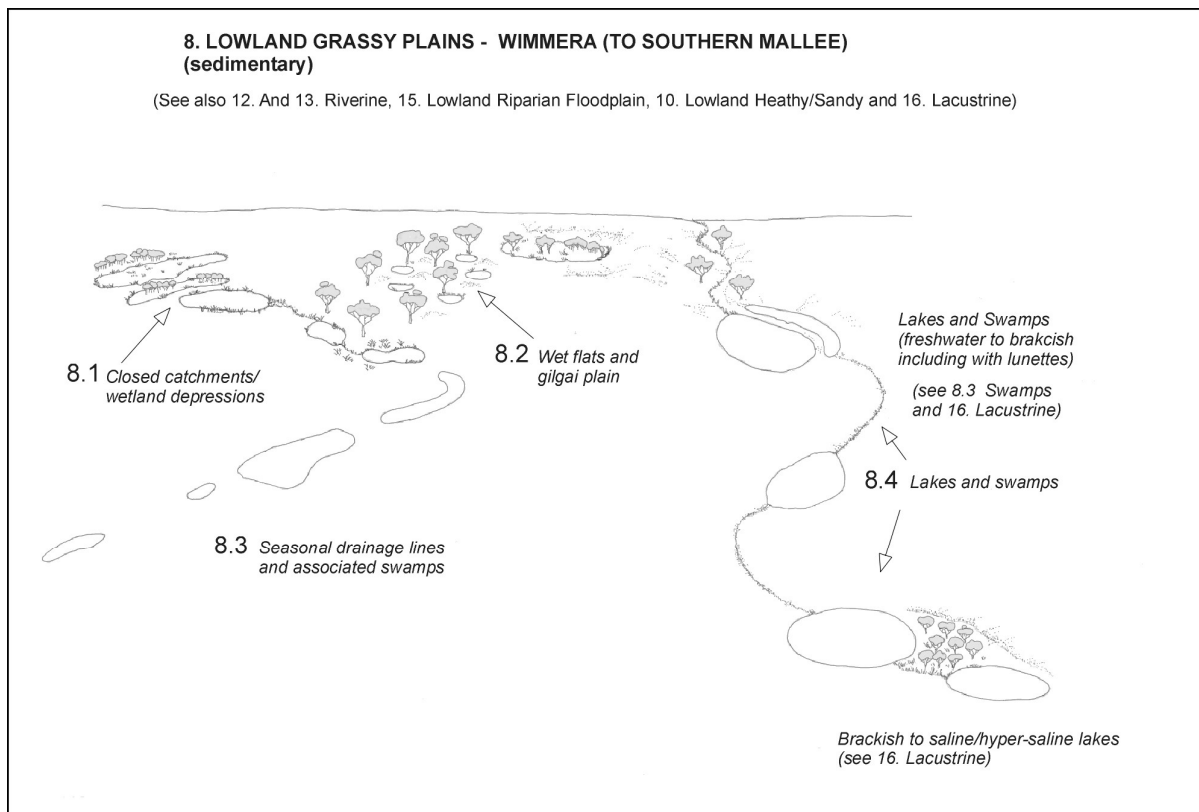 8. LOWLAND GRASSY PLAINS - WIMMERA (TO SOUTHERN MALLEE)
(sedimentary)
(See also 12. And 13. Riverine, 15. Lowland Riparian Floodplain, 10. Lowland Heathy/Sandy and 16. Lacustrine)
8.1 Closed catchments/
wetland depressions
8.2 Wet flats and
gilgai plain
Lakes and Swamps
(freshwater to brakcish
including with lunettes)
(see 8.3 Swamps
and 16. Lacustrine)
8.4 Lakes and swamps
8.3 Seasonal drainage lines
and associated swamps
Brackish to saline/hyper-saline lakes
(see 16. Lacustrine)